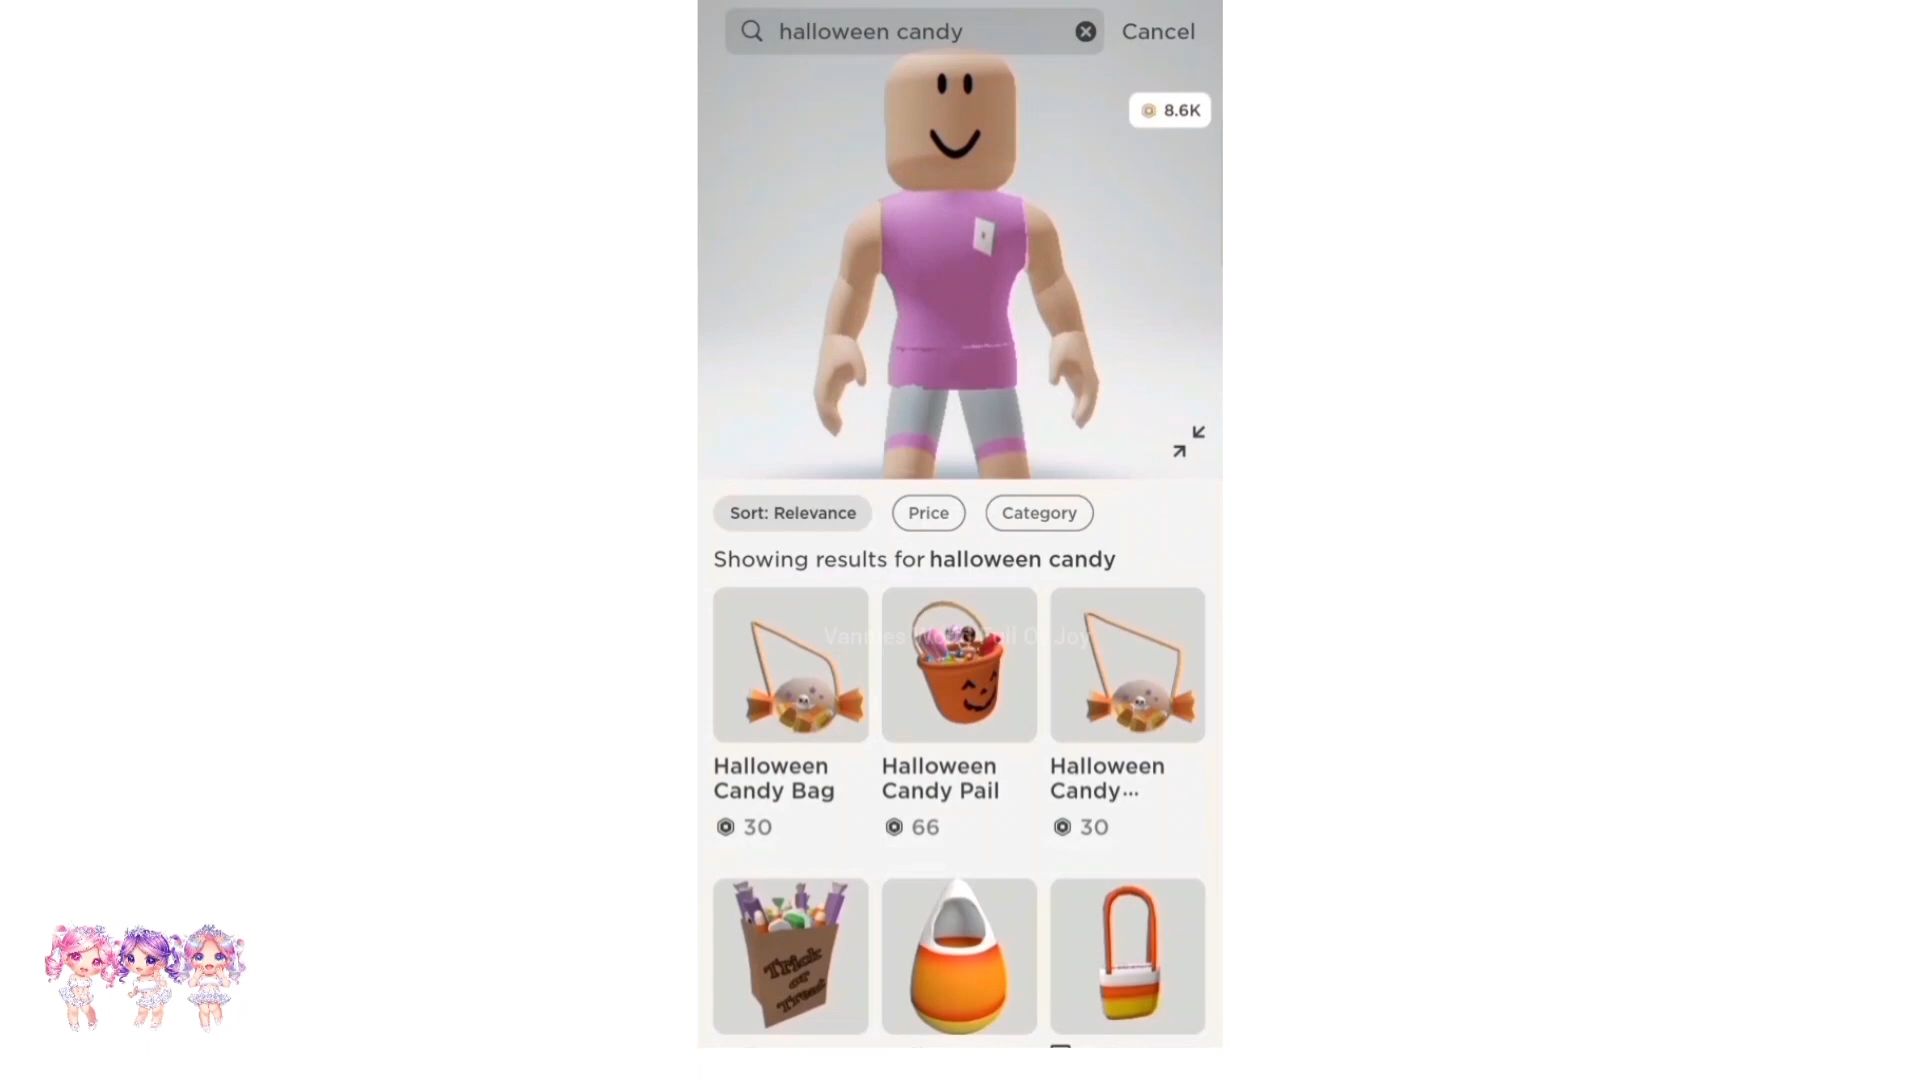 halloween candy
Cancel
8.6K
Sort: Relevance
Price
Category
Showing results for halloween candy
Halloween
Candy Bag
30
Halloween
Candy Pail
66
Halloween
Candy...
30
Trick
or
Treat